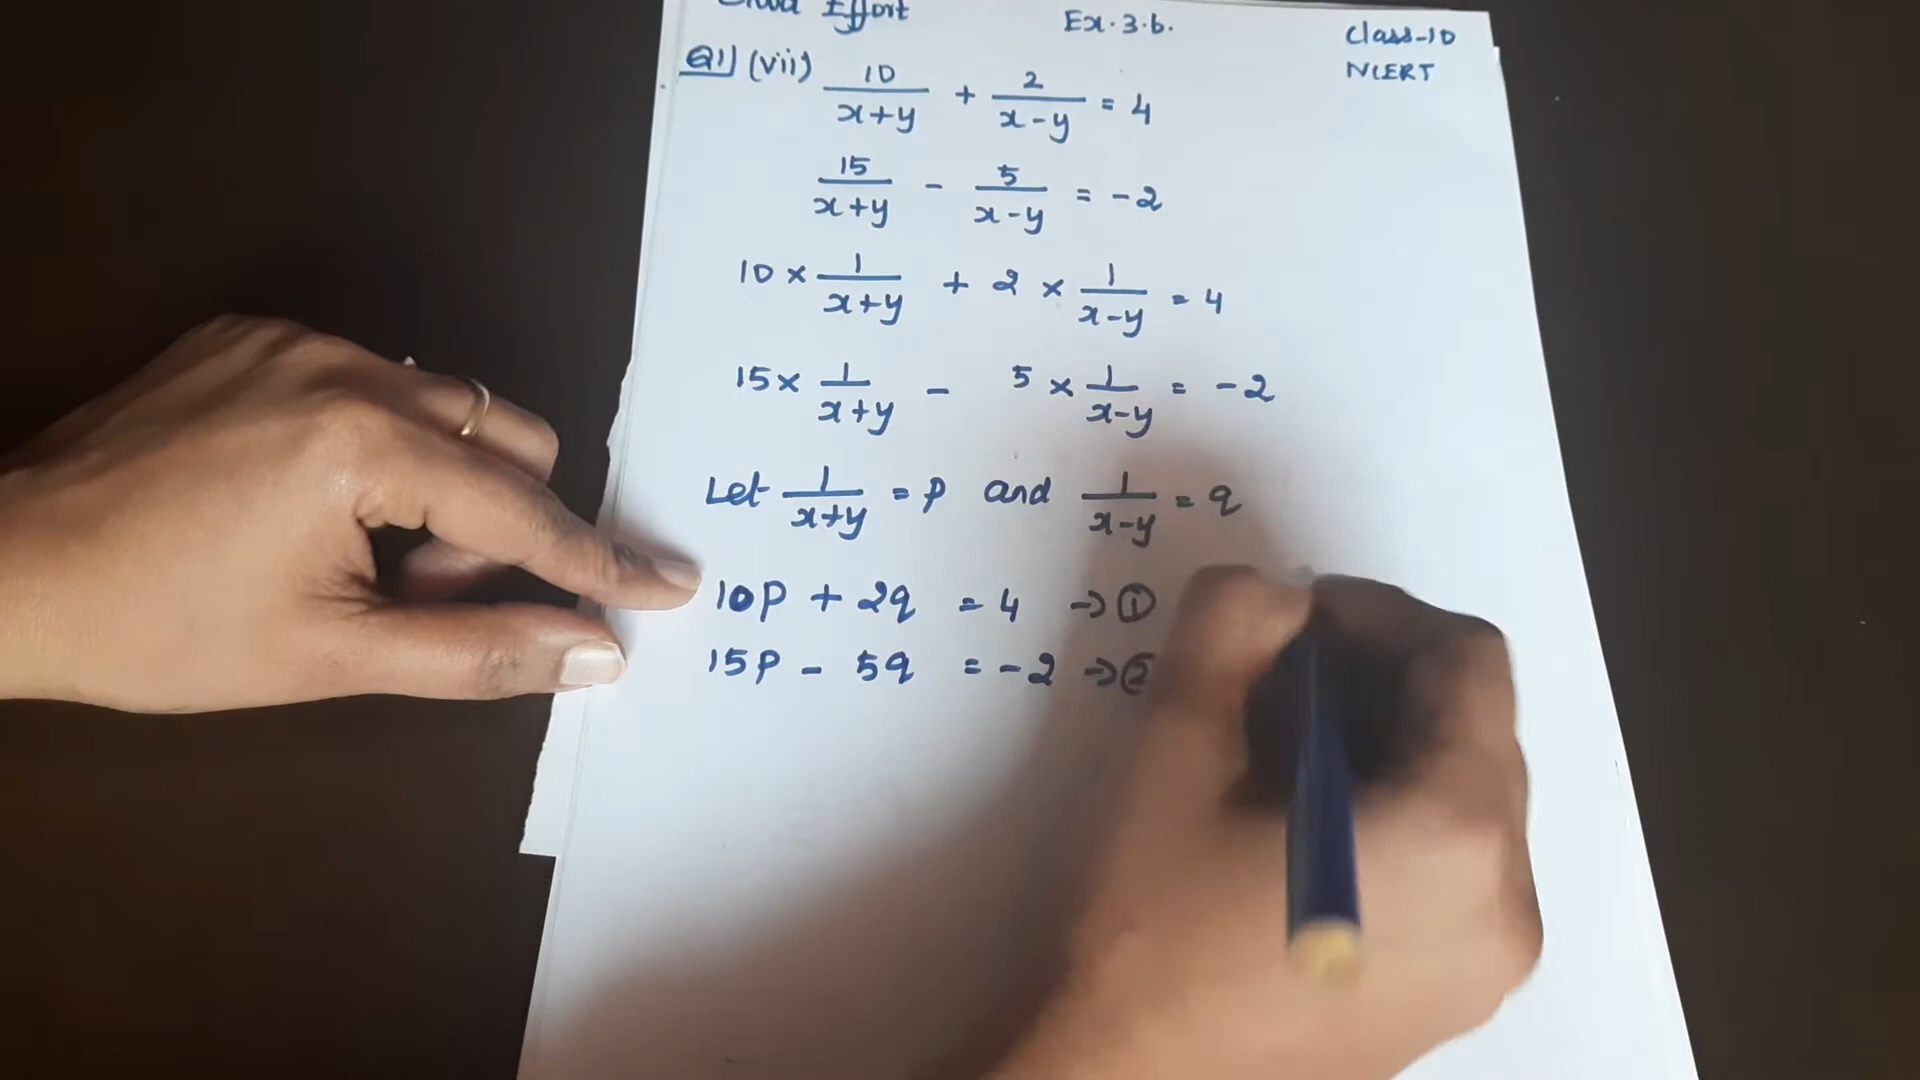 Effort Ex.3.6. Class-10
NCERT
Q1) (vii) 10/(x+y) + 2/(x-y) = 4
15/(x+y) - 5/(x-y) = -2
10 × 1/(x+y) + 2 × 1/(x-y) = 4
15 × 1/(x+y) - 5 × 1/(x-y) = -2
Let 1/(x+y) = p and 1/(x-y) = q
10p + 2q = 4 → ①
15p - 5q = -2 → ②